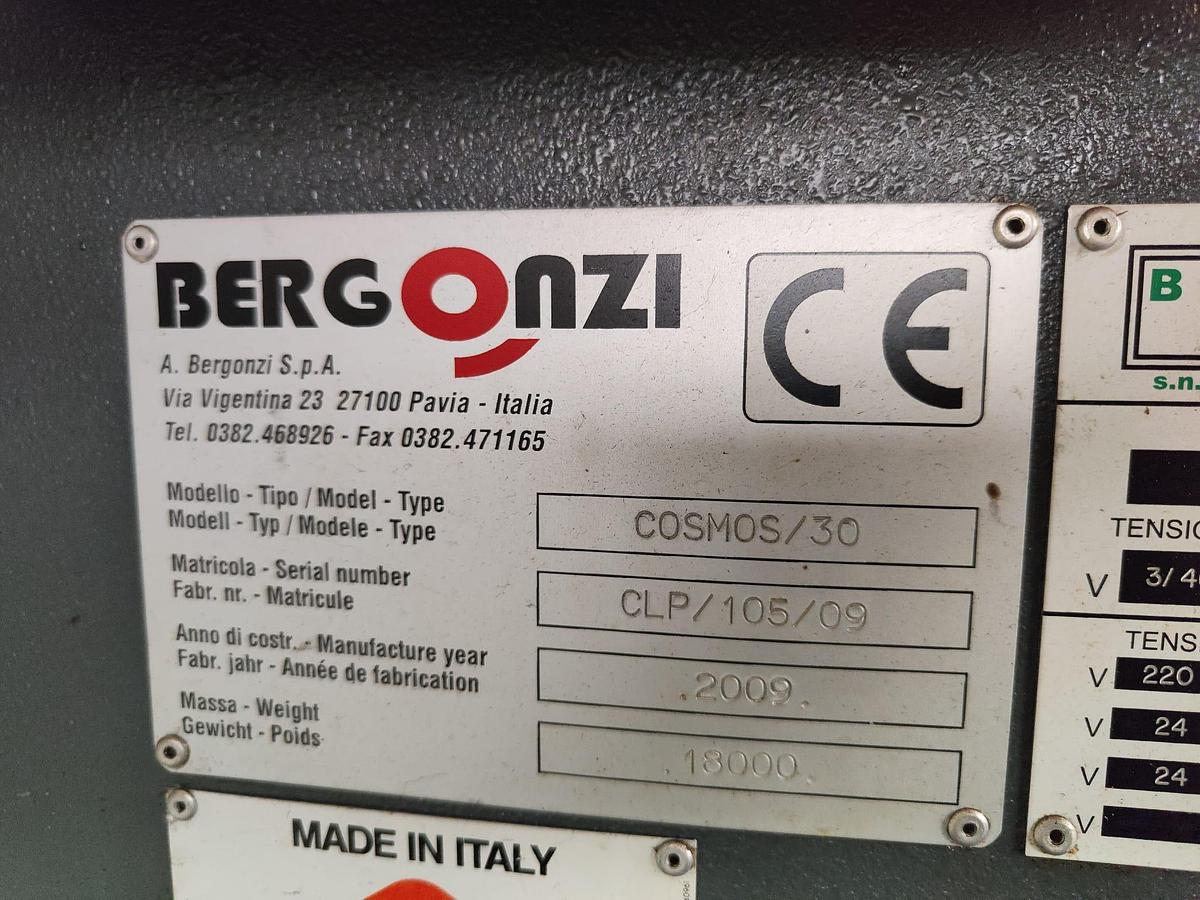 BERGONZI
CE
A. Bergonzi S.p.A.
Via Vigentina 23 27100 Pavia - Italia
Tel. 0382.468926 - Fax 0382.471165
Modello - Tipo / Model - Type
Modell - Typ / Modele - Type
COSMOS/30
Matricola - Serial number
Fabr. nr. - Matricule
CLP/105/09
Anno di costr. - Manufacture year
Fabr. jahr - Année de fabrication
.2009.
Massa - Weight
Gewicht - Poids
.18000.
MADE IN ITALY
B
s.n.
V 3/
V 220
V 24
V 24
V